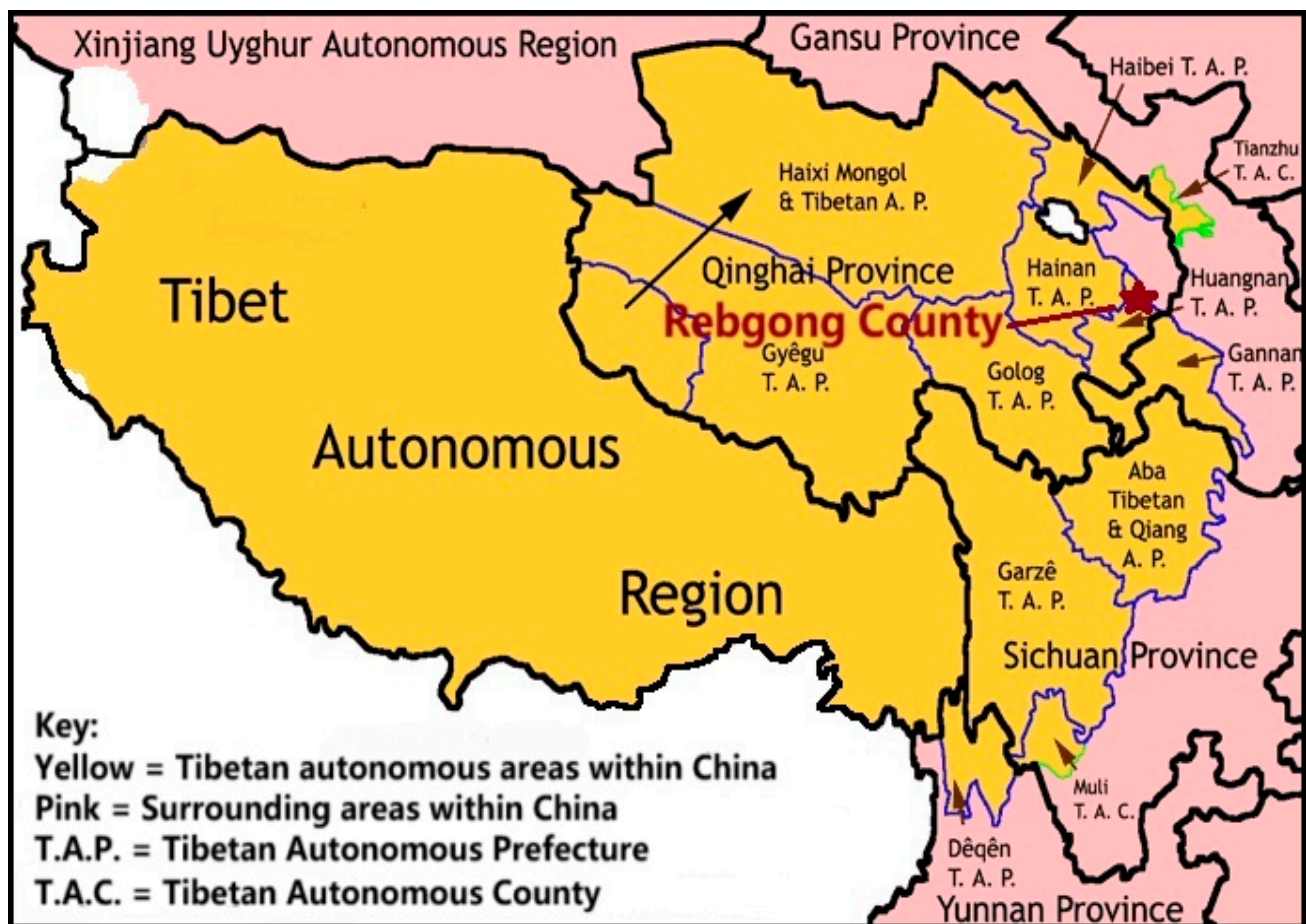 Xinjiang Uyghur Autonomous Region
Gansu Province
Haibei T. A. P.
Tianzhu
T. A. C.
Haixi Mongol
& Tibetan A. P.
Qinghai Province
Hainan
T. A. P.
Huangnan
T. A. P.
Tibet
Rebgong County
Gyêgu
T. A. P.
Golog
T. A. P.
Gannan
T. A. P.
Autonomous
Aba
Tibetan
& Qiang
A. P.
Region
Garzê
T. A. P.
Sichuan Province
Muli
T. A. C.
Dêqên
T. A. P.
Yunnan Province
Key:
Yellow = Tibetan autonomous areas within China
Pink = Surrounding areas within China
T.A.P. = Tibetan Autonomous Prefecture
T.A.C. = Tibetan Autonomous County